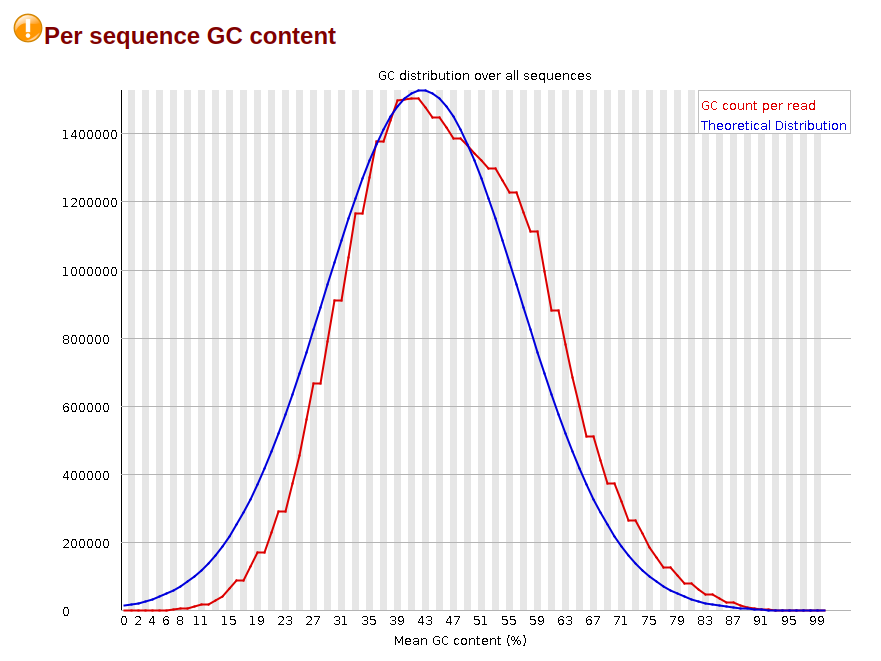 Per sequence GC content
GC distribution over all sequences
GC count per read
Theoretical Distribution
1400000
1200000
1000000
800000
600000
400000
200000
0
0 2 4 6 8 11 15 19 23 27 31 35 39 43 47 51 55 59 63 67 71 75 79 83 87 91 95 99
Mean GC content (%)